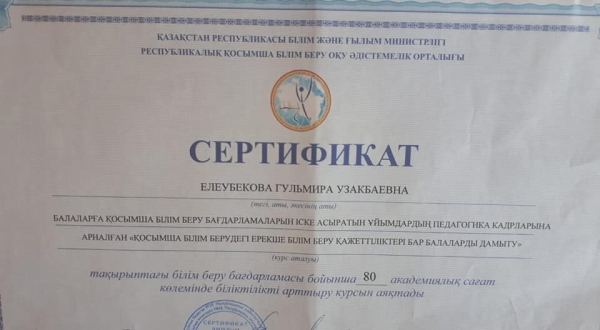 ҚАЗАҚСТАН РЕСПУБЛИКАСЫ БІЛІМ ЖӘНЕ ҒЫЛЫМ МИНИСТРЛІГІ
РЕСПУБЛИКАЛЫҚ ҚОСЫМША БІЛІМ БЕРУ ОҚУ ӘДІСТЕМЕЛІК ОРТАЛЫҒЫ
СЕРТИФИКАТ
ЕЛЕУБЕКОВА ГУЛЬМИРА УЗАКБАЕВНА
(тегі, аты, әкесінің аты)
БАЛАЛАРҒА ҚОСЫМША БІЛІМ БЕРУ БАҒДАРЛАМАЛАРЫН ІСКЕ АСЫРАТЫН ҰЙЫМДАРДЫҢ ПЕДАГОГИКА КАДРЛАРЫНА
АРНАЛҒАН «ҚОСЫМША БІЛІМ БЕРУДЕГІ ЕРЕКШЕ БІЛІМ БЕРУ ҚАЖЕТТІЛІКТЕРІ БАР БАЛАЛАРДЫ ДАМЫТУ»
(курс аталуы)
тақырыптағы білім беру бағдарламасы бойынша 80 академиялық сағат
көлемінде біліктілікті арттыру курсын аяқтады
СЕРТИФИКАТ